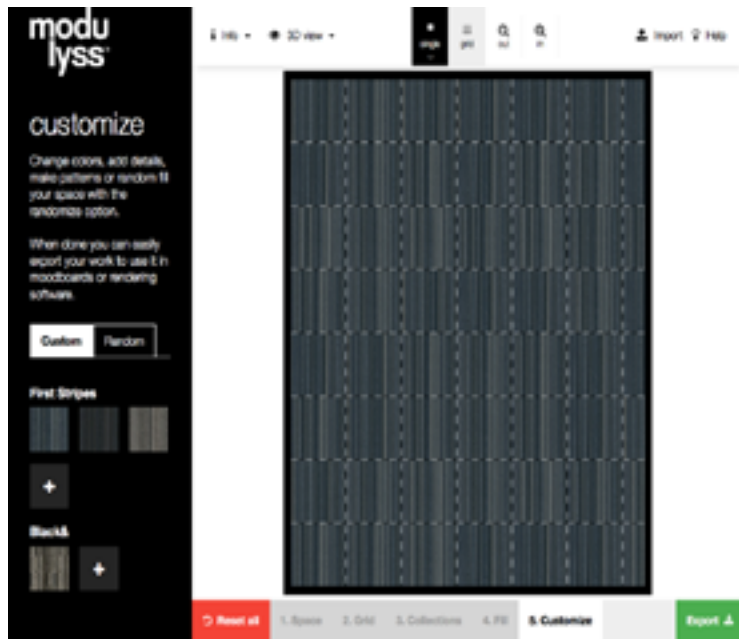 modu
lyss
Info
3D view
single
grid
out
in
Import
Help
customize
Change colors, add details,
make patterns or random fill
your space with the
randomize option.
When done you can easily
export your work to use it in
moodboards or rendering
software.
Custom
Random
First Stripes
+
Black&
+
Reset all
1. Space
2. Grid
3. Collections
4. Fill
5. Customize
Export